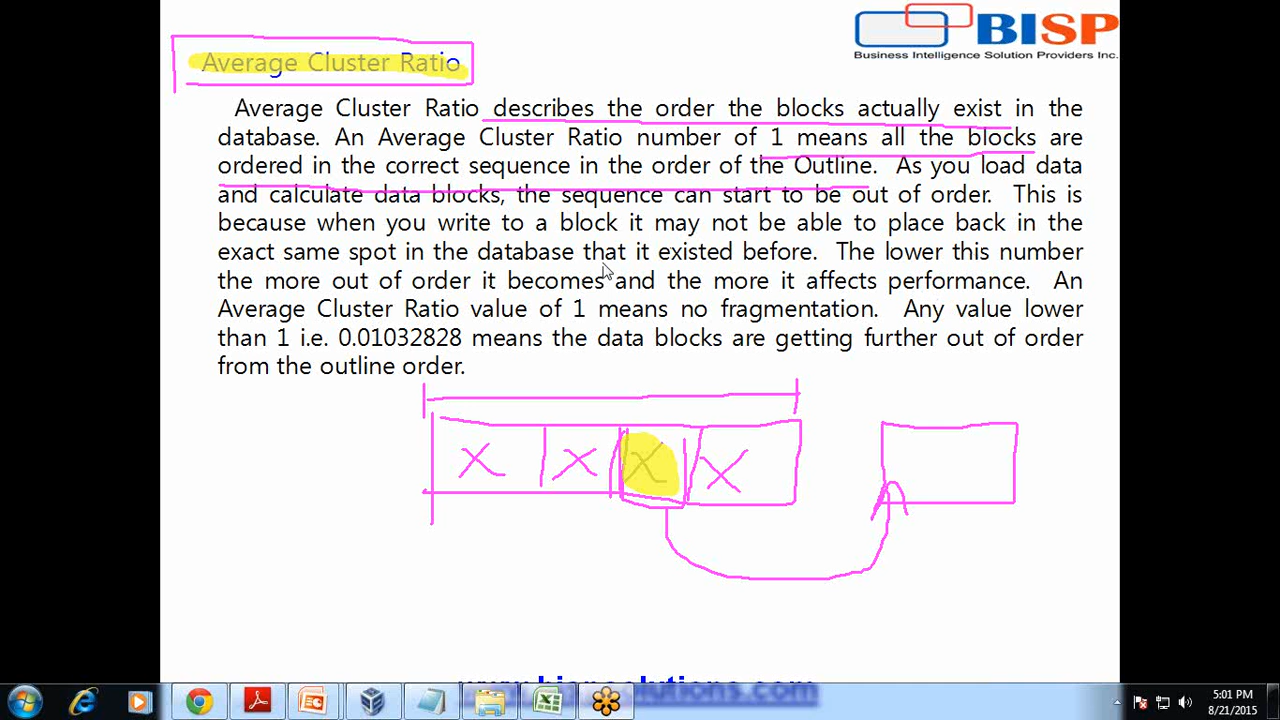 BISP
Business Intelligence Solution Providers Inc.
Average Cluster Ratio
Average Cluster Ratio describes the order the blocks actually exist in the
database. An Average Cluster Ratio number of 1 means all the blocks are
ordered in the correct sequence in the order of the Outline. As you load data
and calculate data blocks, the sequence can start to be out of order. This is
because when you write to a block it may not be able to place back in the
exact same spot in the database that it existed before. The lower this number
the more out of order it becomes and the more it affects performance. An
Average Cluster Ratio value of 1 means no fragmentation. Any value lower
than 1 i.e. 0.01032828 means the data blocks are getting further out of order
from the outline order.
X X X X
5:01 PM
8/21/2015